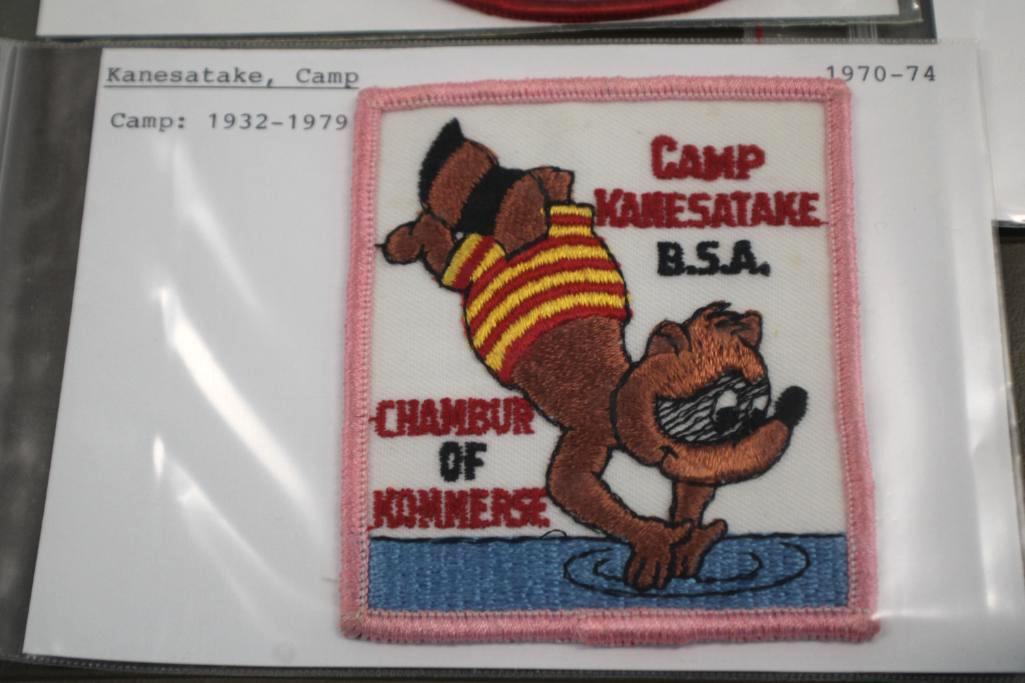 Kanesatake, Camp
1970-74
Camp: 1932-1979
CAMP
KANESATAKE
B.S.A.
CHAMBUR
OF
KOMMERSE